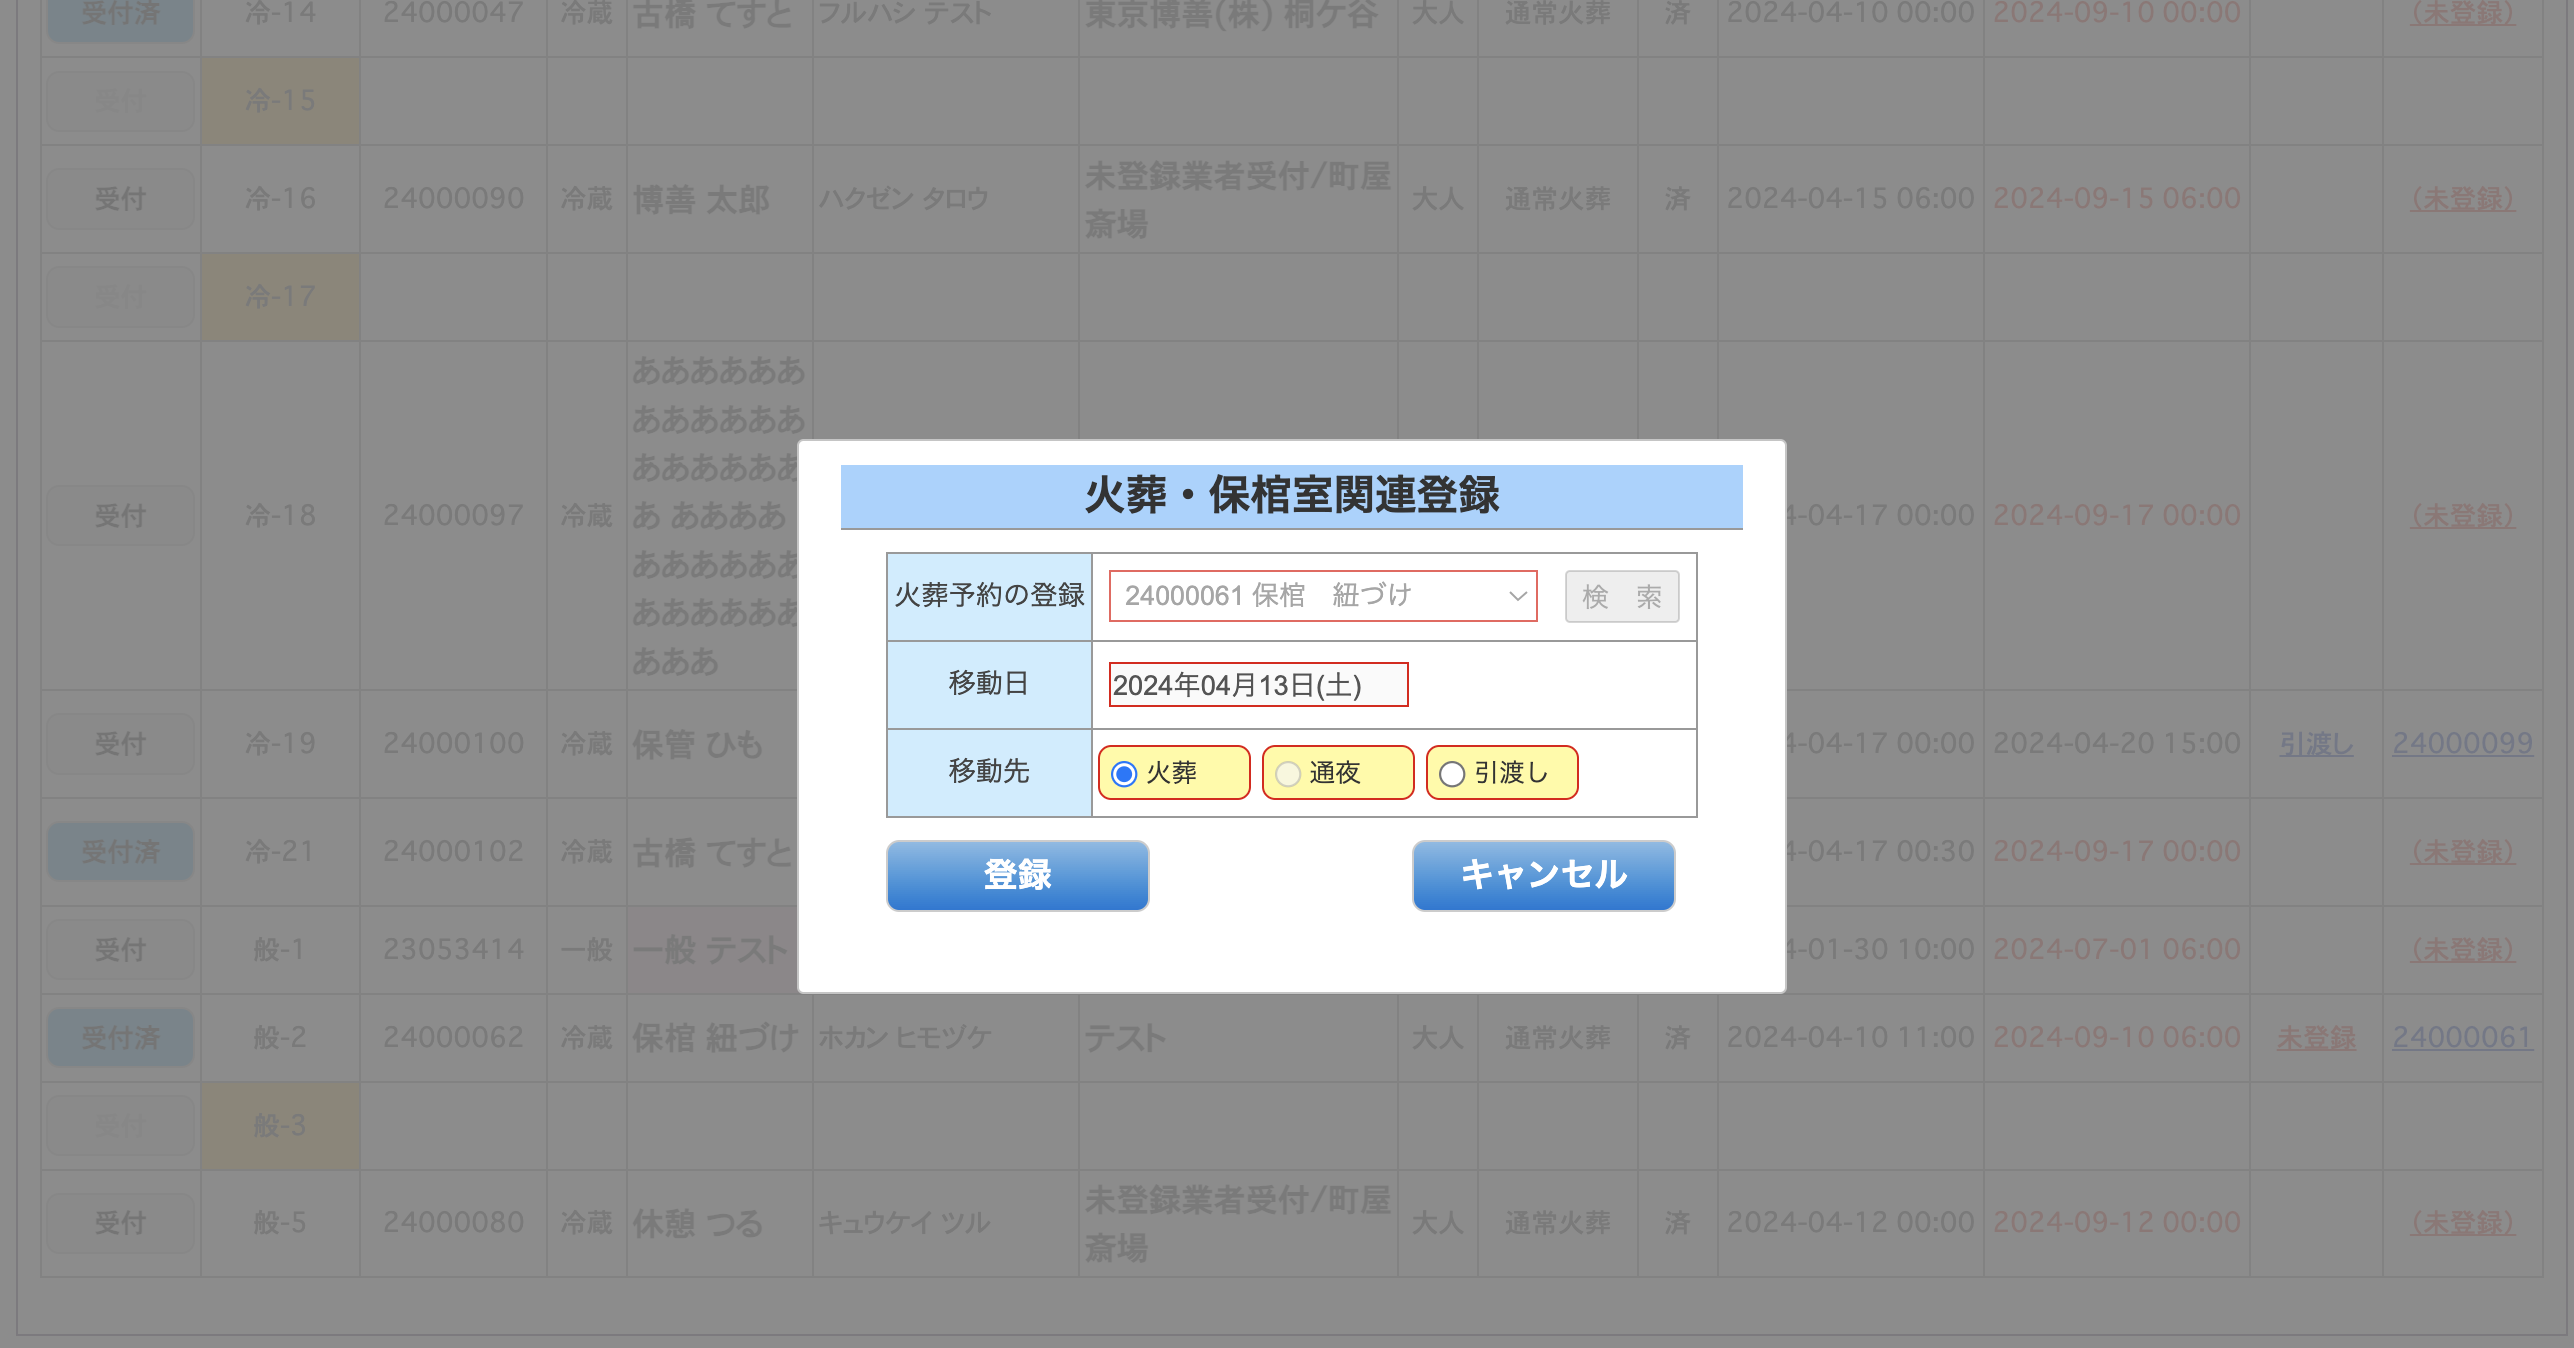 受付済 冷-14 24000047 冷蔵 古橋 てすと フルハシ テスト 東京博善(株) 桐ケ谷 大人 通常火葬 済 2024-04-10 00:00 2024-09-10 00:00 (未登録)
受付 冷-15
受付 冷-16 24000090 冷蔵 博善 太郎 ハクゼン タロウ 未登録業者受付/町屋 大人 通常火葬 済 2024-04-15 06:00 2024-09-15 06:00 (未登録)
斎場
受付 冷-17
ああああああ
ああああああ
ああああああ
受付 冷-18 24000097 冷蔵 あ ああああ 4-04-17 00:00 2024-09-17 00:00 (未登録)
ああああああ
ああああああ
あああ
受付 冷-19 24000100 冷蔵 保管 ひも 4-04-17 00:00 2024-04-20 15:00 引渡し 24000099
受付済 冷-21 24000102 冷蔵 古橋 てすと 4-04-17 00:30 2024-09-17 00:00 (未登録)
受付 般-1 23053414 一般 一般 テスト 4-01-30 10:00 2024-07-01 06:00 (未登録)
受付済 般-2 24000062 冷蔵 保棺 紐づけ ホカン ヒモヅケ テスト 大人 通常火葬 済 2024-04-10 11:00 2024-09-10 06:00 未登録 24000061
受付 般-3
受付 般-5 24000080 冷蔵 休憩 つる キュウケイ ツル 未登録業者受付/町屋 大人 通常火葬 済 2024-04-12 00:00 2024-09-12 00:00 (未登録)
斎場
火葬・保棺室関連登録
火葬予約の登録 24000061 保棺　紐づけ 検　索
移動日 2024年04月13日(土)
移動先 火葬 通夜 引渡し
登録 キャンセル